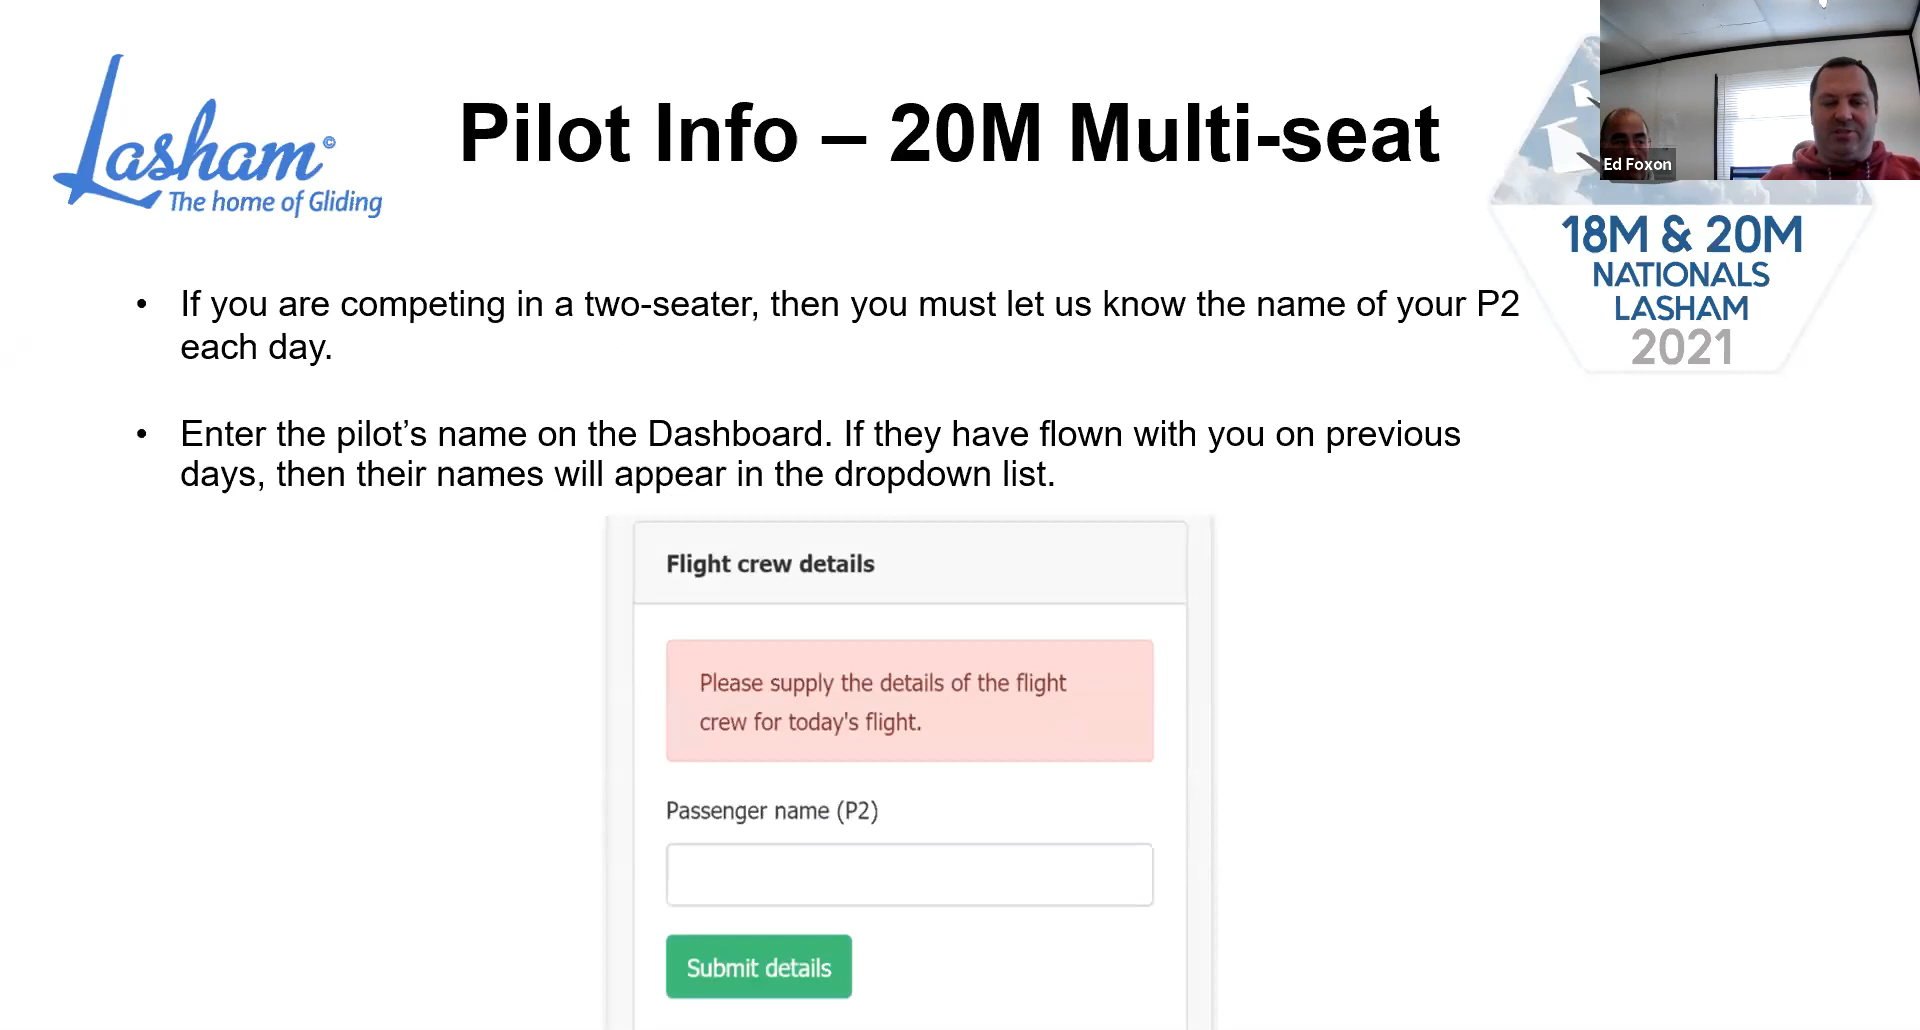 Lasham©
The home of Gliding
Pilot Info – 20M Multi-seat
Ed Foxon
18M & 20M
NATIONALS
LASHAM
2021
• If you are competing in a two-seater, then you must let us know the name of your P2
each day.
• Enter the pilot’s name on the Dashboard. If they have flown with you on previous
days, then their names will appear in the dropdown list.
Flight crew details
Please supply the details of the flight
crew for today's flight.
Passenger name (P2)
Submit details